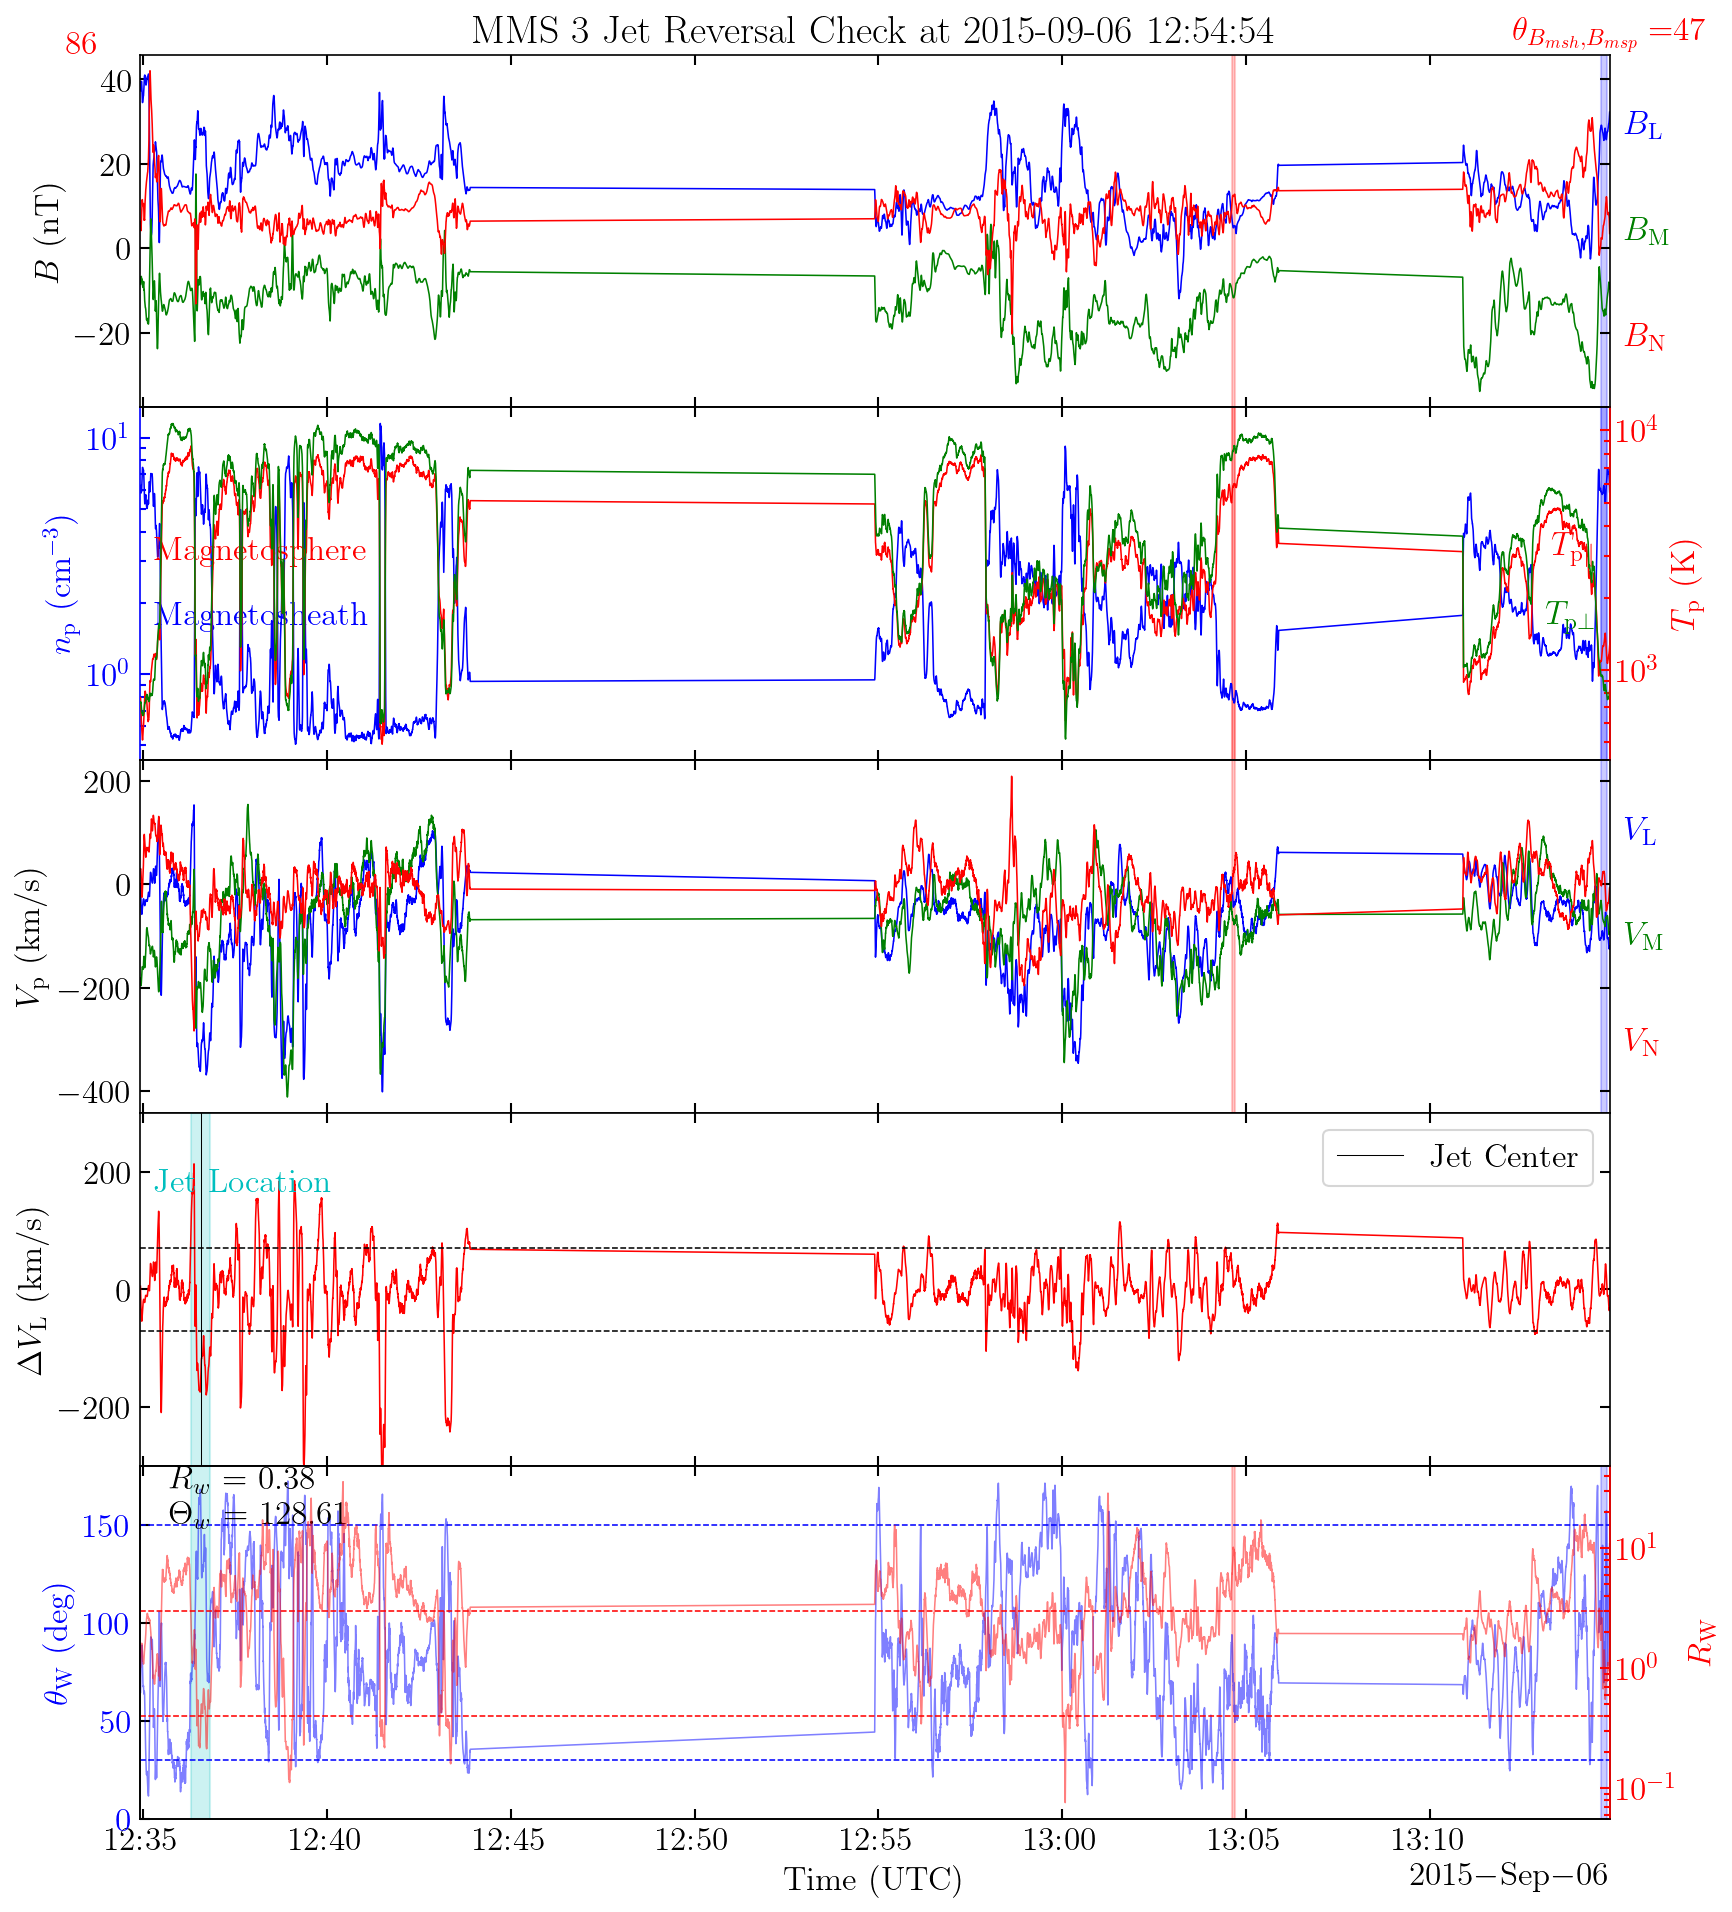 MMS 3 Jet Reversal Check at 2015-09-06 12:54:54
86
θ_{B_{msh},B_{msp}} =47
40
20
0
−20
B (nT)
B_L
B_M
B_N
10^1
10^0
n_p (cm^{−3})
Magnetosphere
Magnetosheath
10^4
10^3
T_p (K)
T_{p∥}
T_{p⊥}
200
0
−200
−400
V_p (km/s)
V_L
V_M
V_N
200
0
−200
ΔV_L (km/s)
Jet Location
Jet Center
R_w = 0.38
Θ_w = 128.61
150
100
50
0
θ_W (deg)
10^1
10^0
10^{−1}
R_W
12:35 12:40 12:45 12:50 12:55 13:00 13:05 13:10
Time (UTC)
2015−Sep−06